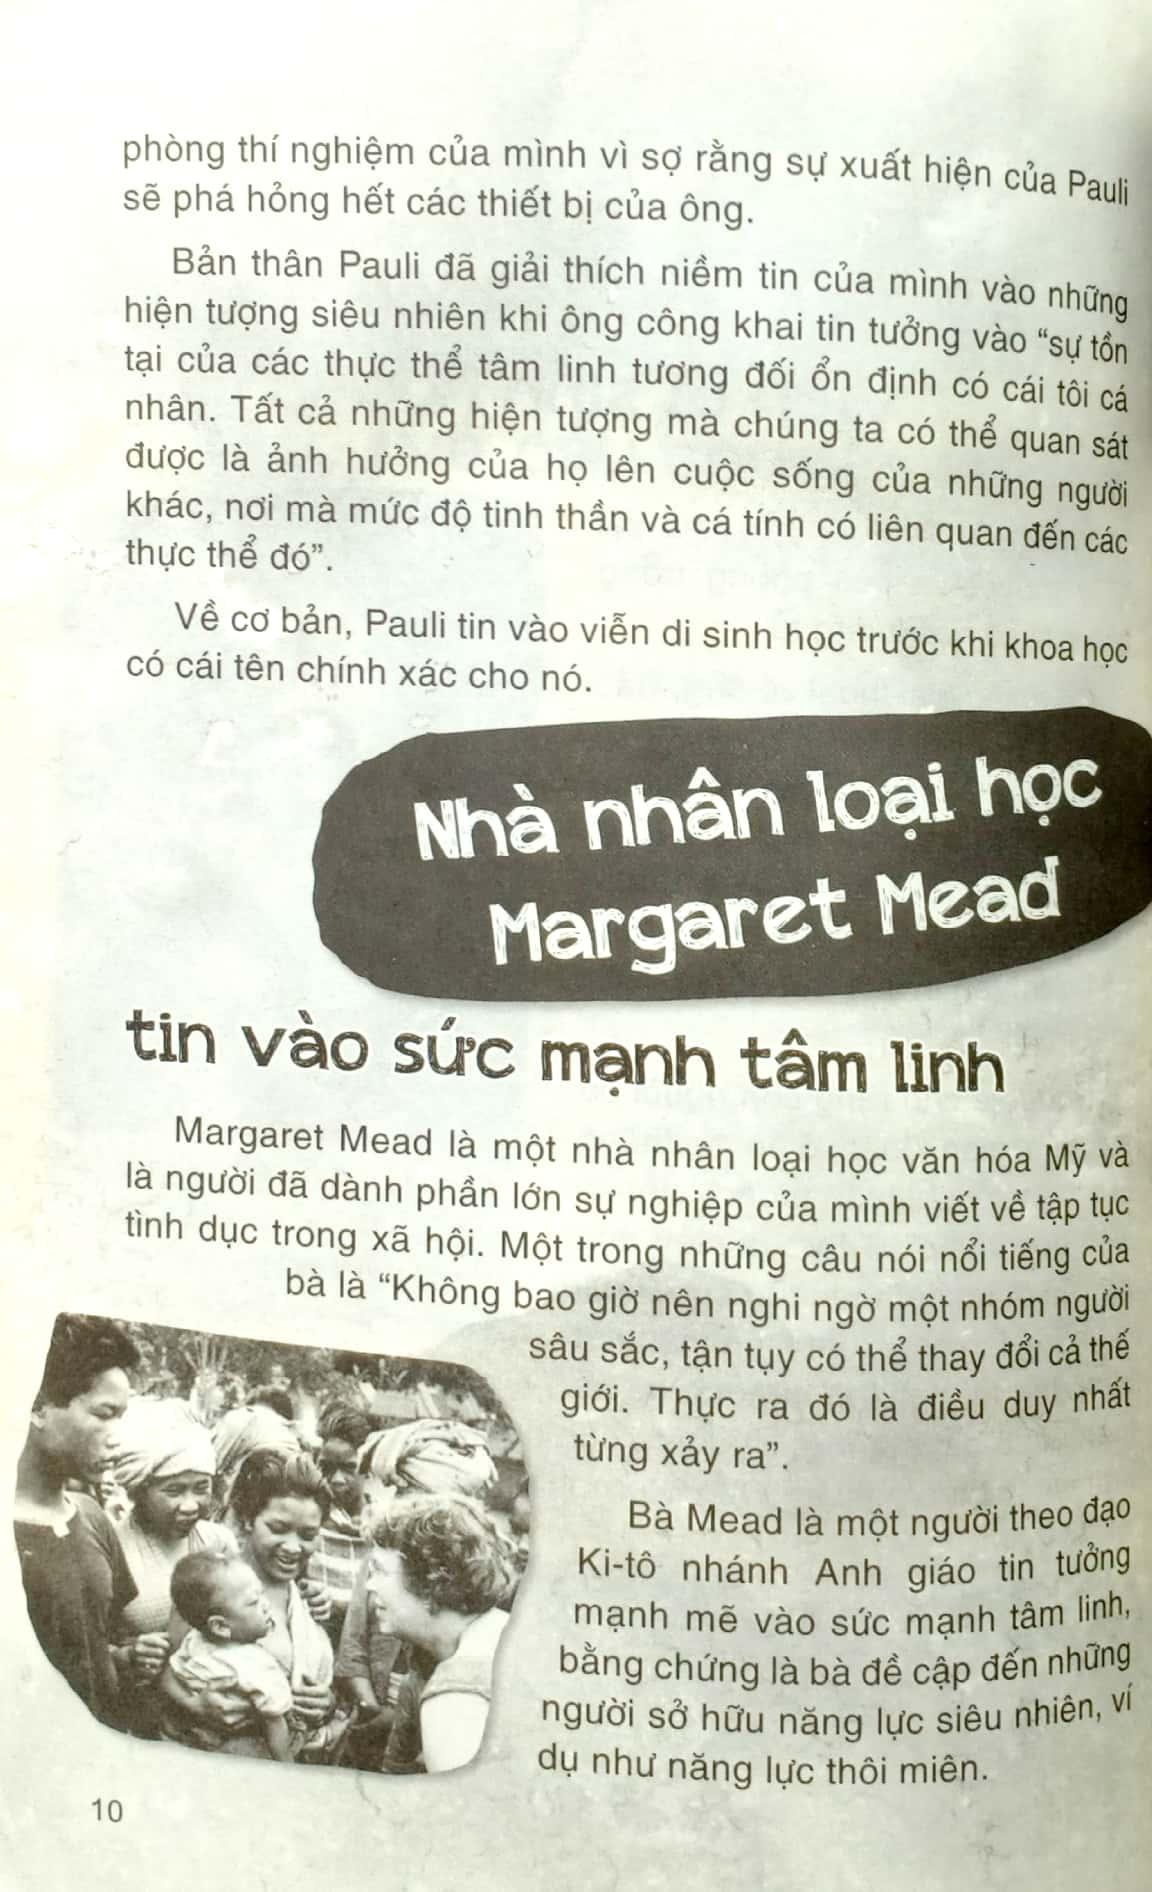 phòng thí nghiệm của mình vì sợ rằng sự xuất hiện của Pauli
sẽ phá hỏng hết các thiết bị của ông.
Bản thân Pauli đã giải thích niềm tin của mình vào những
hiện tượng siêu nhiên khi ông công khai tin tưởng vào “sự tồn
tại của các thực thể tâm linh tương đối ổn định có cái tôi cá
nhân. Tất cả những hiện tượng mà chúng ta có thể quan sát
được là ảnh hưởng của họ lên cuộc sống của những người
khác, nơi mà mức độ tinh thần và cá tính có liên quan đến các
thực thể đó”.
Về cơ bản, Pauli tin vào viễn di sinh học trước khi khoa học
có cái tên chính xác cho nó.
Nhà nhân loại học
Margaret Mead
tin vào sức mạnh tâm linh
Margaret Mead là một nhà nhân loại học văn hóa Mỹ và
là người đã dành phần lớn sự nghiệp của mình viết về tập tục
tình dục trong xã hội. Một trong những câu nói nổi tiếng của
bà là “Không bao giờ nên nghi ngờ một nhóm người
sâu sắc, tận tụy có thể thay đổi cả thế
giới. Thực ra đó là điều duy nhất
từng xảy ra”.
Bà Mead là một người theo đạo
Ki-tô nhánh Anh giáo tin tưởng
mạnh mẽ vào sức mạnh tâm linh,
bằng chứng là bà đề cập đến những
người sở hữu năng lực siêu nhiên, ví
dụ như năng lực thôi miên.
10